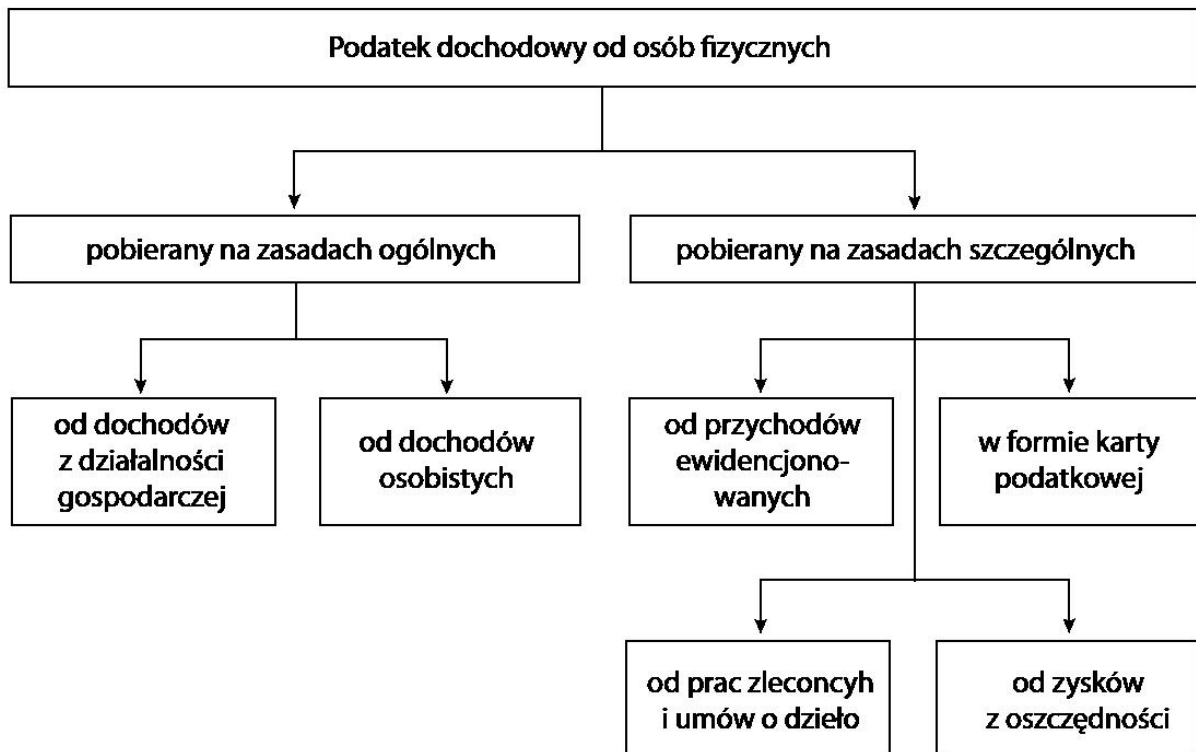 Podatek dochodowy od osób fizycznych
pobierany na zasadach ogólnych
pobierany na zasadach szczególnych
od dochodów
z działalności
gospodarczej
od dochodów
osobistych
od przychodów
ewidencjono-
wanych
w formie karty
podatkowej
od prac zleconcyh
i umów o dzieło
od zysków
z oszczędności